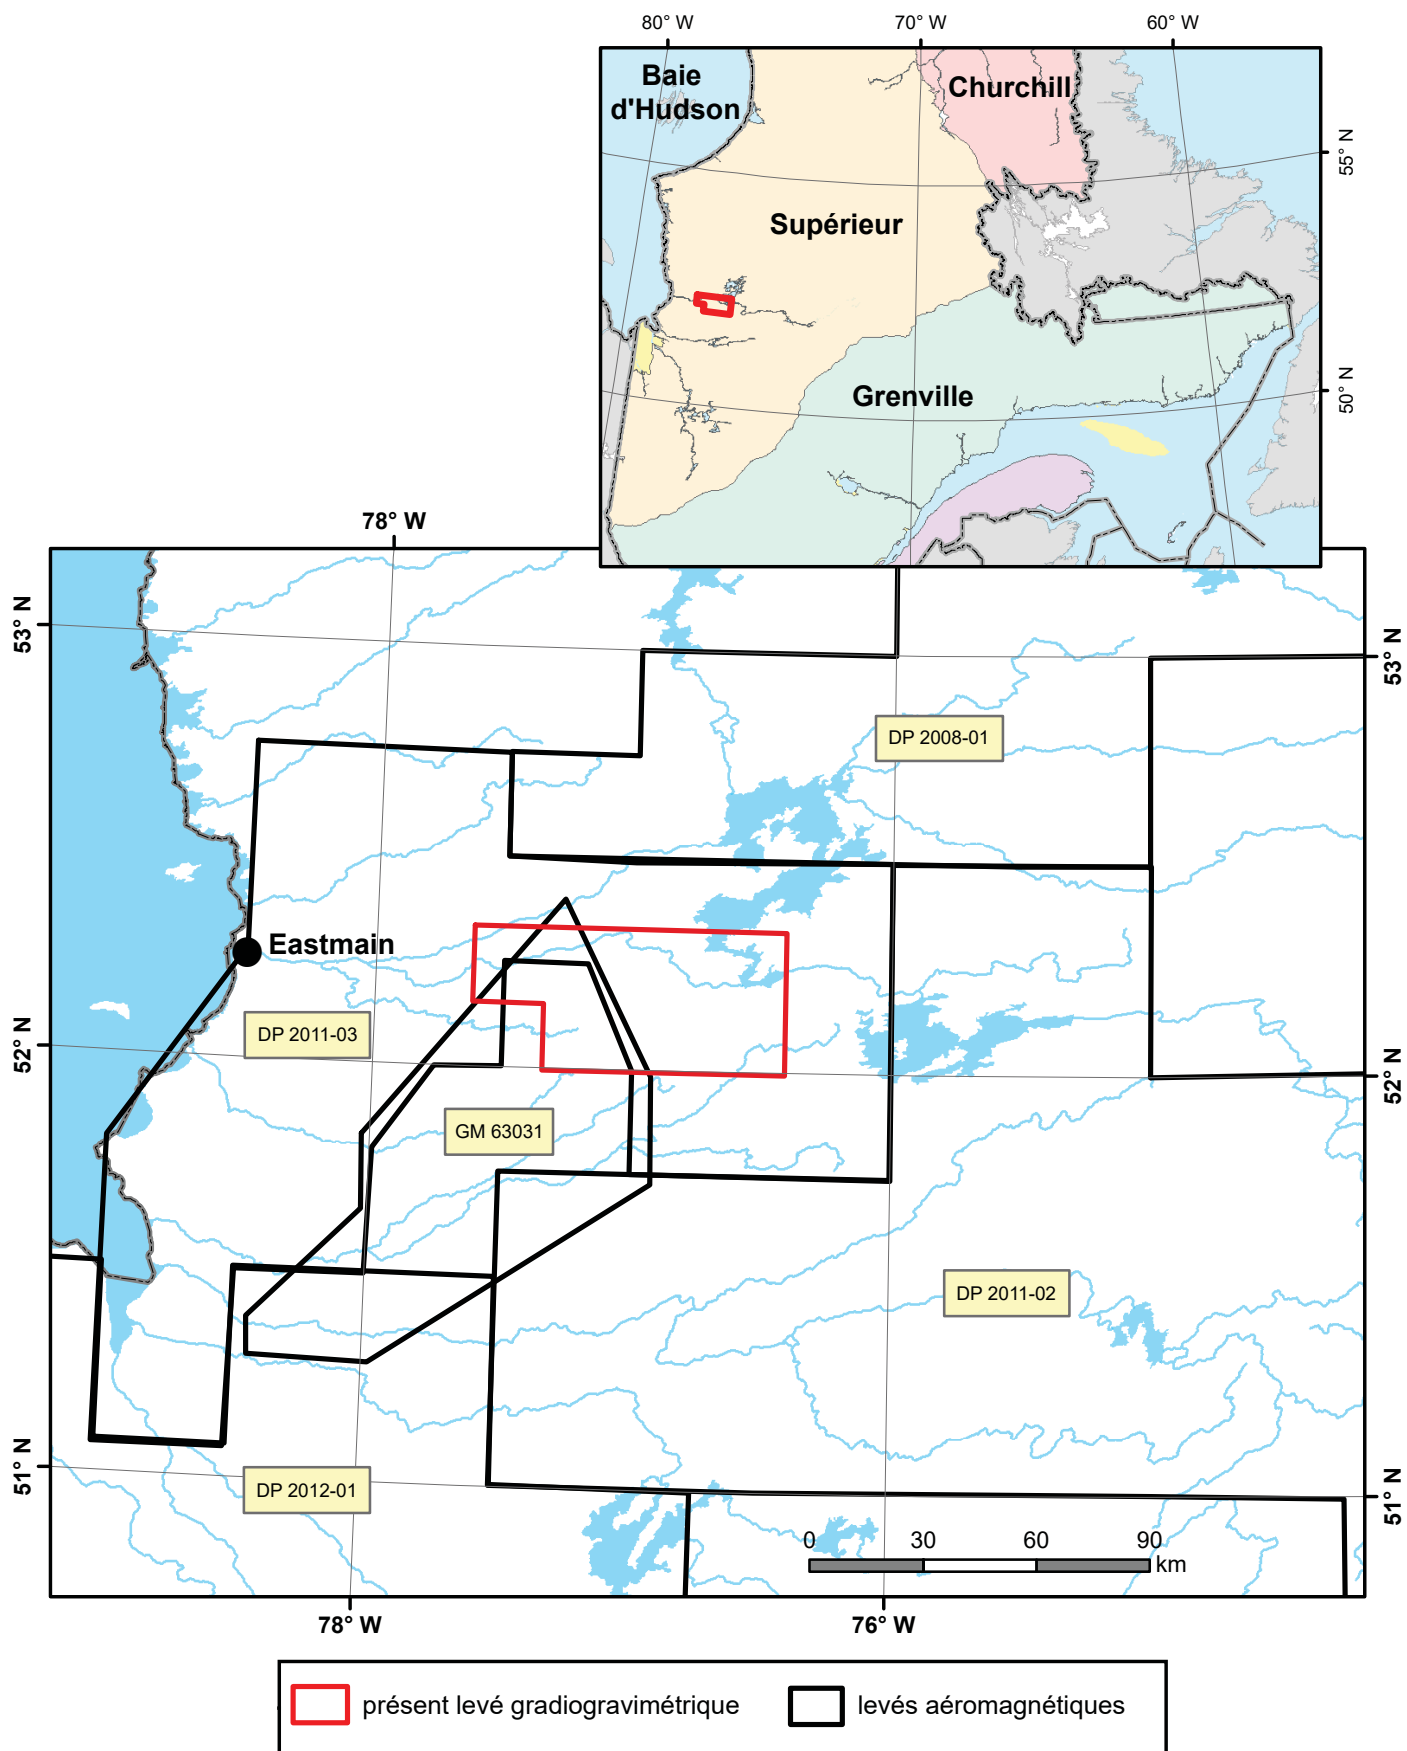 80° W
70° W
60° W
Baie
d'Hudson
Churchill
55° N
Supérieur
Grenville
50° N
78° W
53° N
53° N
DP 2008-01
Eastmain
DP 2011-03
52° N
52° N
GM 63031
DP 2011-02
51° N
DP 2012-01
51° N
0 30 60 90
km
78° W
76° W
présent levé gradiogravimétrique
levés aéromagnétiques